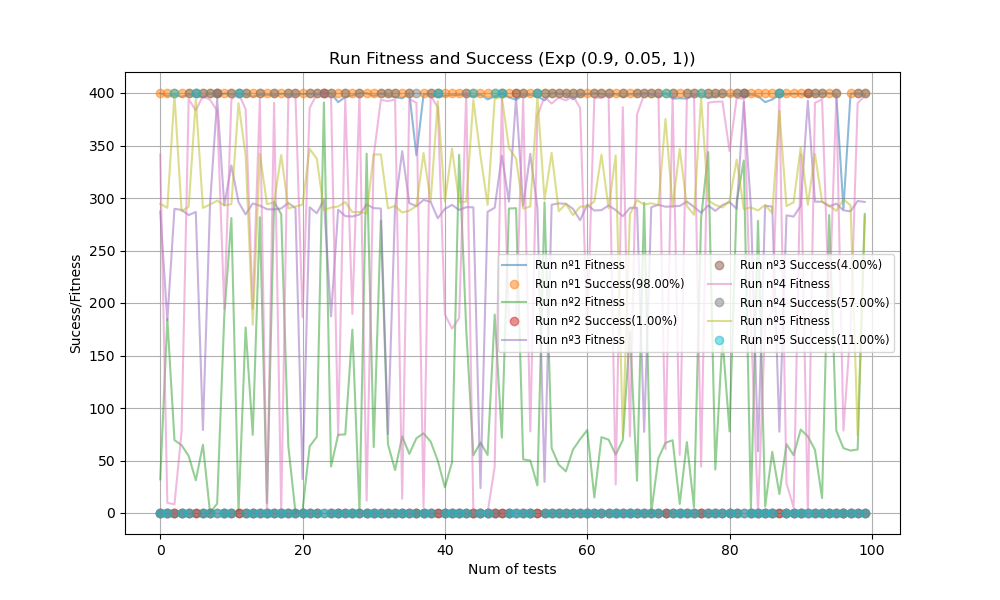 Run Fitness and Success (Exp (0.9, 0.05, 1))
Sucess/Fitness
400
350
300
250
200
150
100
50
0
Run nº1 Fitness
Run nº1 Success(98.00%)
Run nº2 Fitness
Run nº2 Success(1.00%)
Run nº3 Fitness
Run nº3 Success(4.00%)
Run nº4 Fitness
Run nº4 Success(57.00%)
Run nº5 Fitness
Run nº5 Success(11.00%)
0 20 40 60 80 100
Num of tests